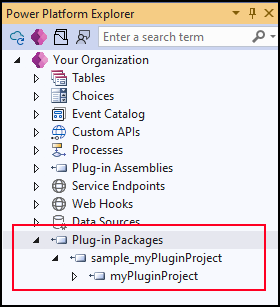 Power Platform Explorer
Enter a search term
Your Organization
Tables
Choices
Event Catalog
Custom APIs
Processes
Plug-in Assemblies
Service Endpoints
Web Hooks
Data Sources
Plug-in Packages
sample_myPluginProject
myPluginProject